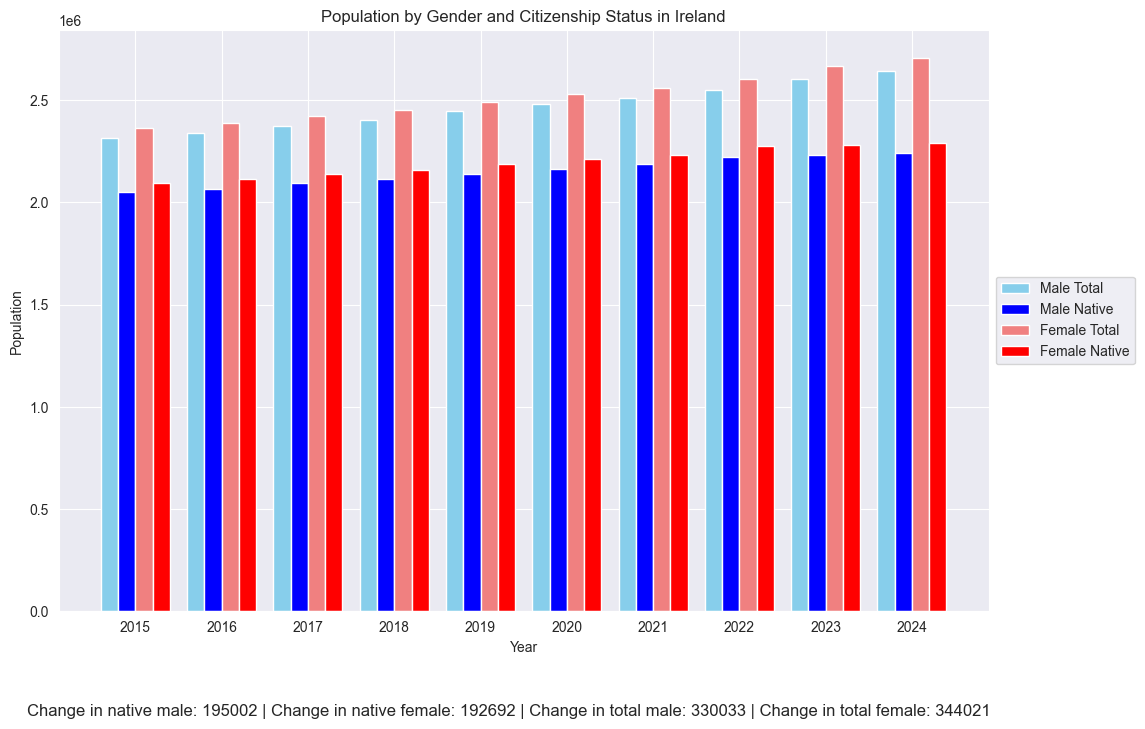 Population by Gender and Citizenship Status in Ireland
1e6
2.5
2.0
1.5
1.0
0.5
0.0
Population
2015 2016 2017 2018 2019 2020 2021 2022 2023 2024
Year
Male Total
Male Native
Female Total
Female Native
Change in native male: 195002 | Change in native female: 192692 | Change in total male: 330033 | Change in total female: 344021